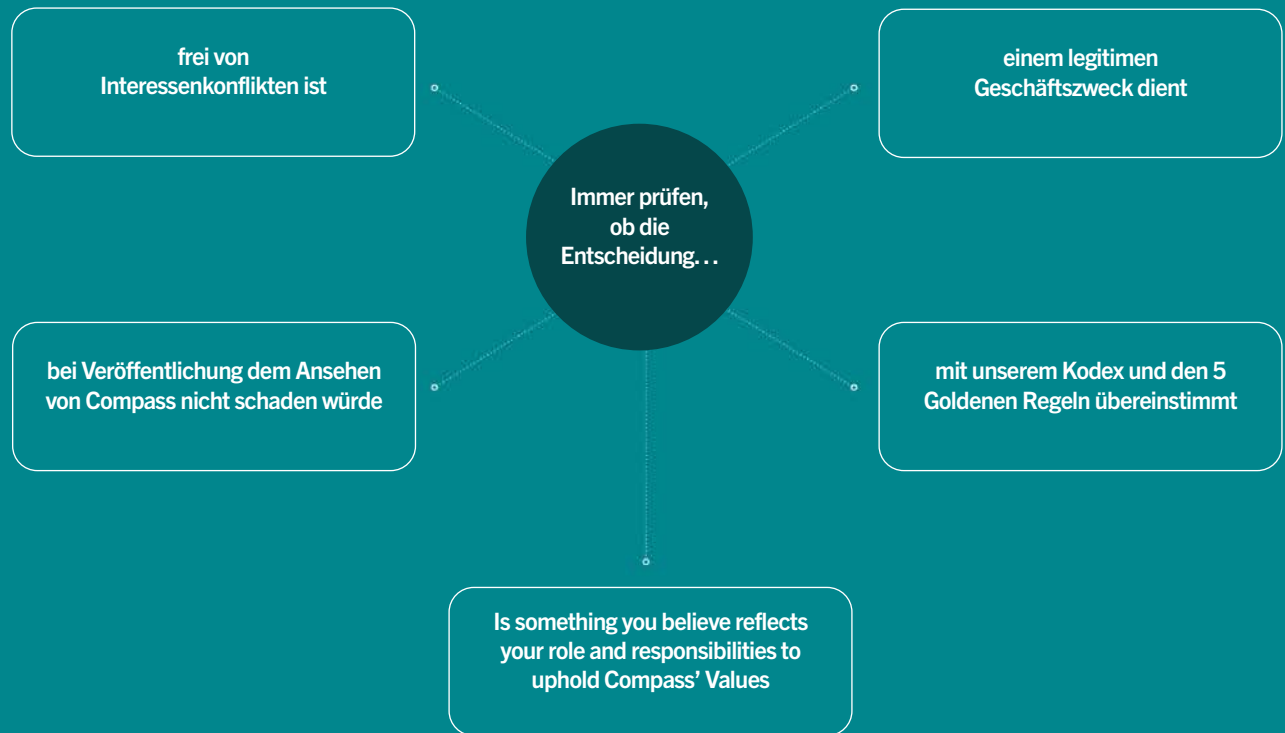 frei von
Interessenkonflikten ist
einem legitimen
Geschäftszweck dient
Immer prüfen,
ob die
Entscheidung...
bei Veröffentlichung dem Ansehen
von Compass nicht schaden würde
mit unserem Kodex und den 5
Goldenen Regeln übereinstimmt
Is something you believe reflects
your role and responsibilities to
uphold Compass’ Values